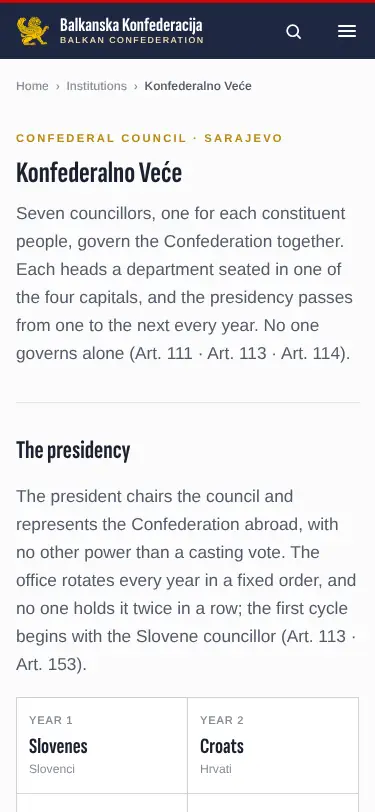 Balkanska Konfederacija
BALKAN CONFEDERATION
Home › Institutions › Konfederalno Veće
CONFEDERAL COUNCIL · SARAJEVO
Konfederalno Veće
Seven councillors, one for each constituent
people, govern the Confederation together.
Each heads a department seated in one of
the four capitals, and the presidency passes
from one to the next every year. No one
governs alone (Art. 111 · Art. 113 · Art. 114).
The presidency
The president chairs the council and
represents the Confederation abroad, with
no other power than a casting vote. The
office rotates every year in a fixed order, and
no one holds it twice in a row; the first cycle
begins with the Slovene councillor (Art. 113 ·
Art. 153).
YEAR 1
Slovenes
Slovenci
YEAR 2
Croats
Hrvati